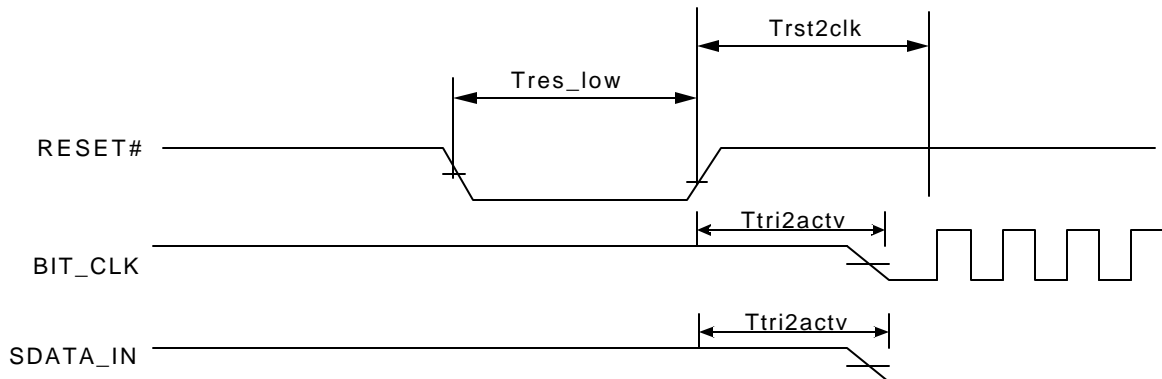 Trst2clk
Tres_low
RESET#
Ttri2actv
BIT_CLK
Ttri2actv
SDATA_IN